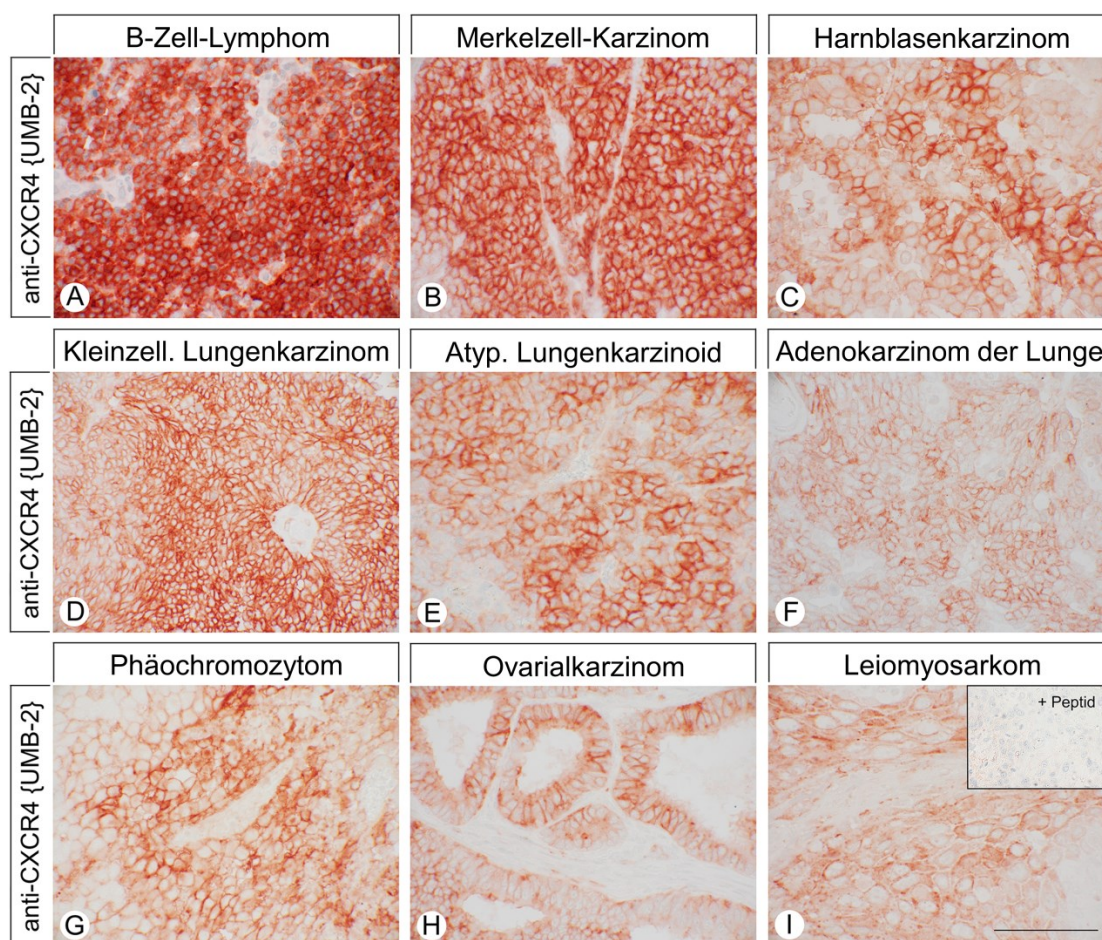 B-Zell-Lymphom
Merkelzell-Karzinom
Harnblasenkarzinom
anti-CXCR4 {UMB-2}
A
B
C
Kleinzell. Lungenkarzinom
Atyp. Lungenkarzinoid
Adenokarzinom der Lunge
anti-CXCR4 {UMB-2}
D
E
F
Phäochromozytom
Ovarialkarzinom
Leiomyosarkom
anti-CXCR4 {UMB-2}
+ Peptid
G
H
I